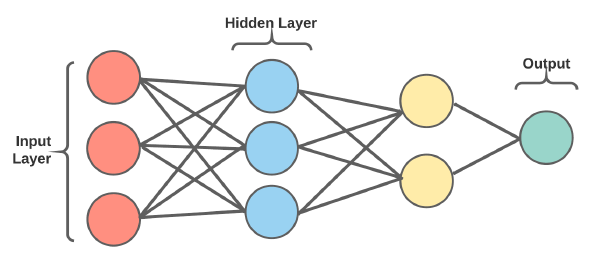 Hidden Layer
Output
Input
Layer